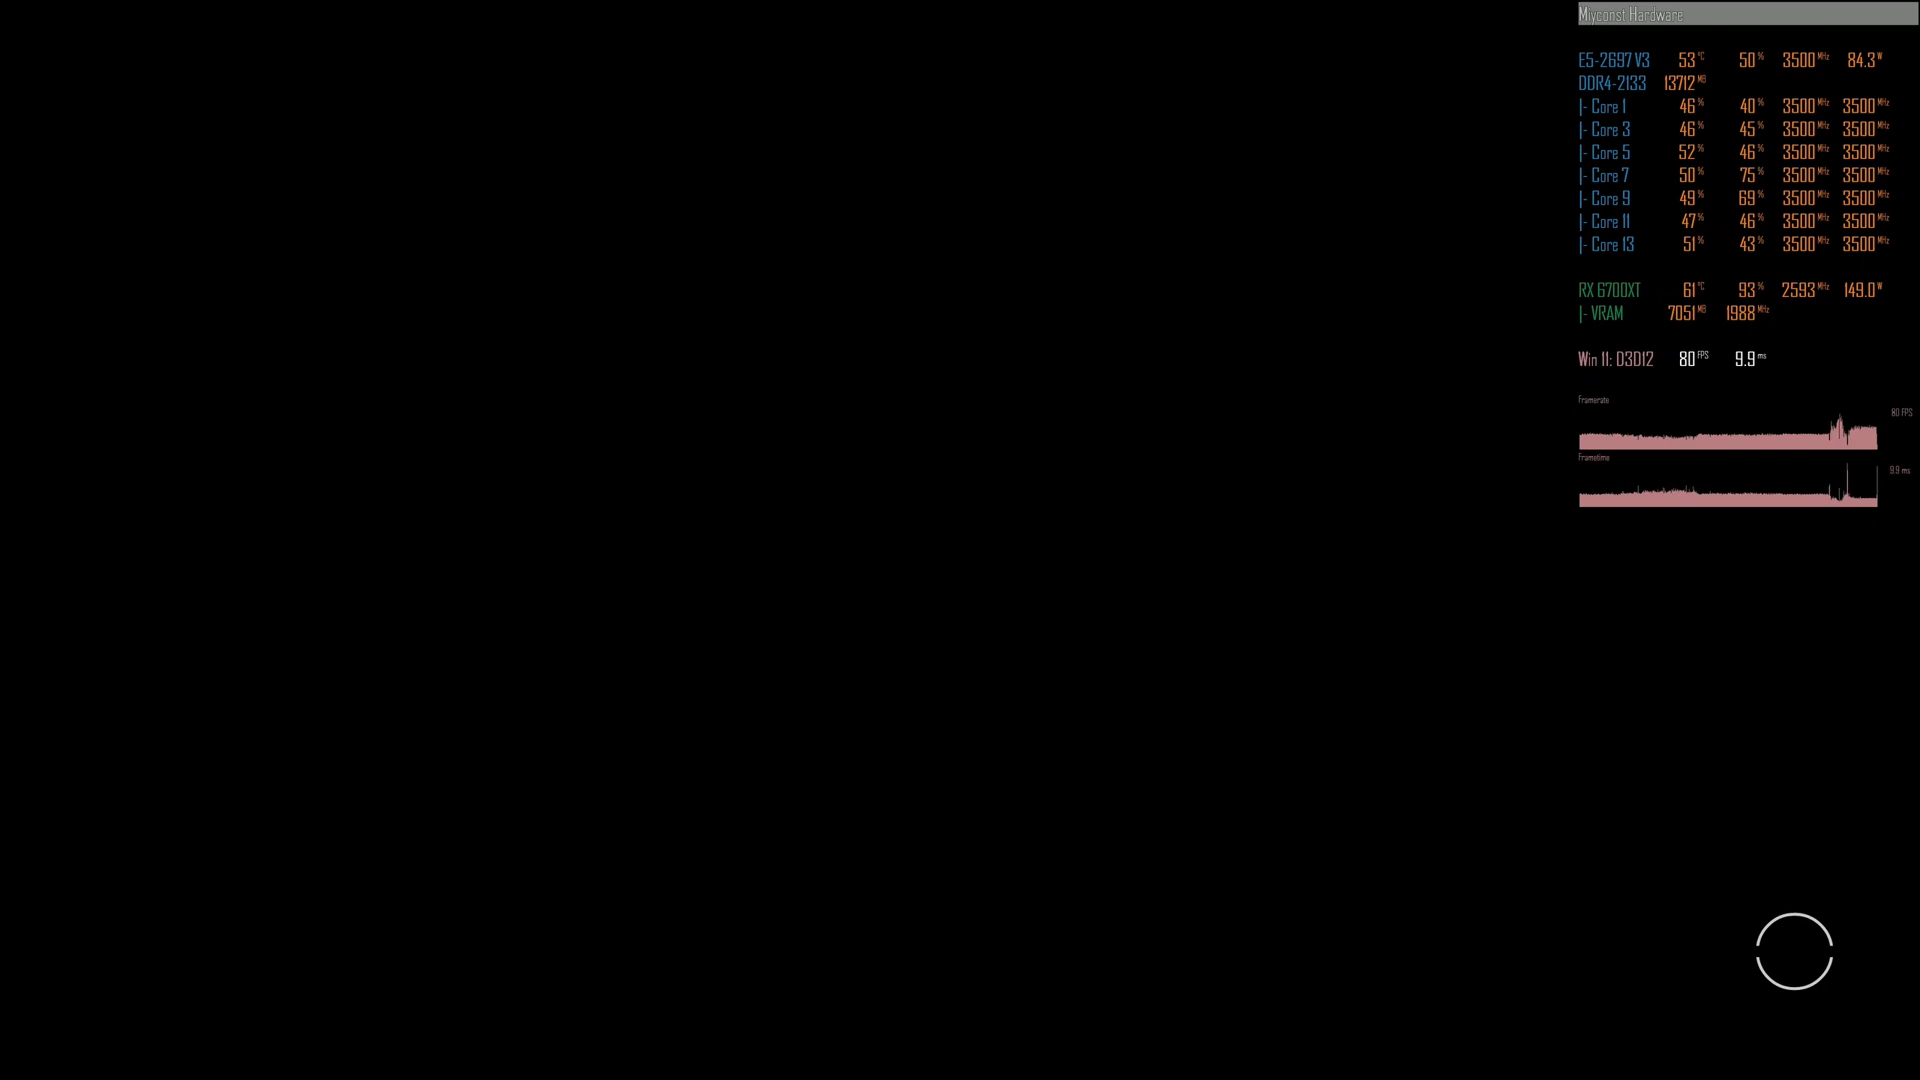 Miyconst Hardware
E5-2697 V3 53 °C 50 % 3500 MHz 84.3 W
DDR4-2133 13712 MB
|- Core 1 46 % 40 % 3500 MHz 3500 MHz
|- Core 3 46 % 45 % 3500 MHz 3500 MHz
|- Core 5 52 % 46 % 3500 MHz 3500 MHz
|- Core 7 50 % 75 % 3500 MHz 3500 MHz
|- Core 9 49 % 69 % 3500 MHz 3500 MHz
|- Core 11 47 % 46 % 3500 MHz 3500 MHz
|- Core 13 51 % 43 % 3500 MHz 3500 MHz
RX 6700XT 61 °C 93 % 2593 MHz 149.0 W
|- VRAM 7051 MB 1988 MHz
Win 11: D3D12 80 FPS 9.9 ms
Framerate
80 FPS
Frametime
9.9 ms